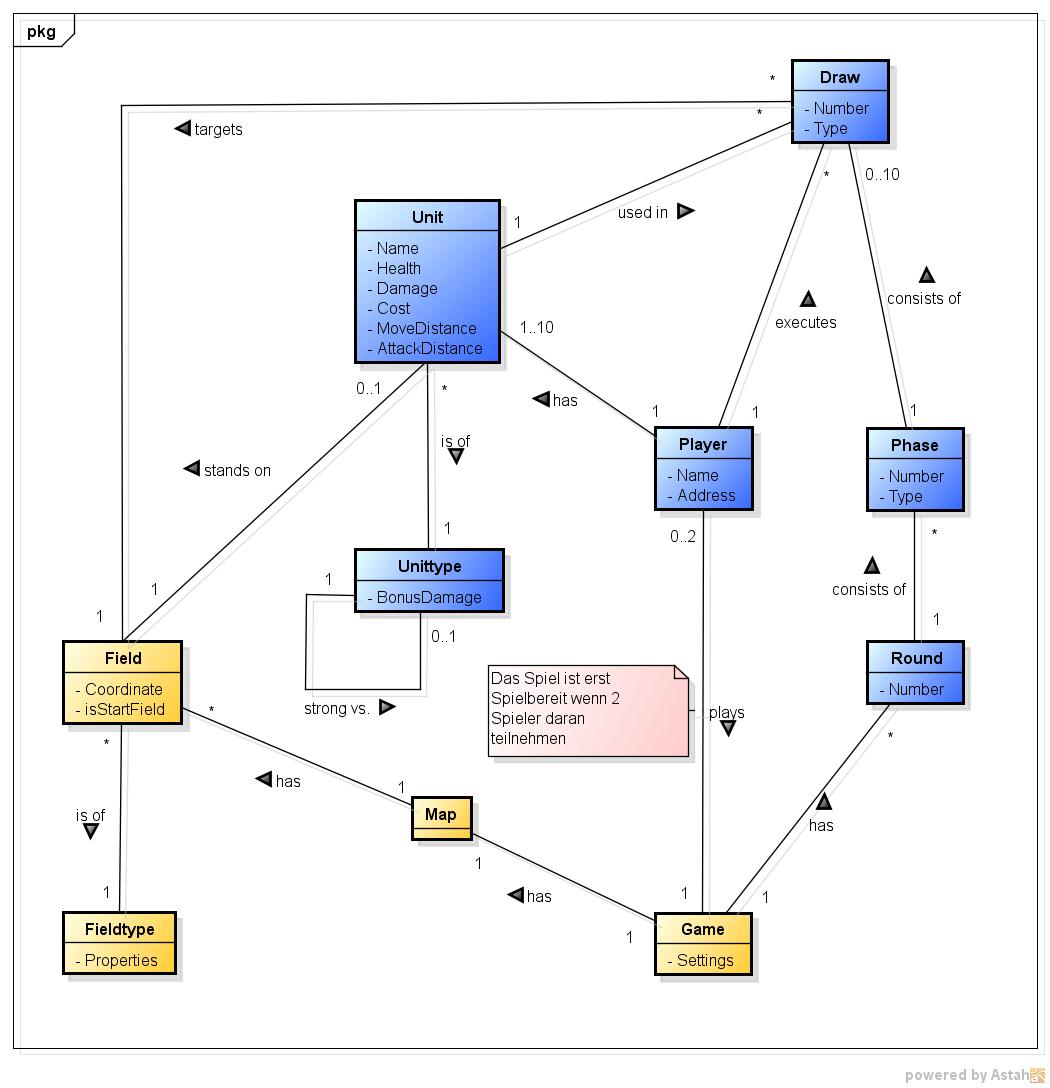 pkg
Draw
- Number
- Type
*
*
targets
*
0..10
Unit
- Name
- Health
- Damage
- Cost
- MoveDistance
- AttackDistance
1
used in
consists of
executes
1..10
0..1
*
has
1
1
1
is of
stands on
Player
- Name
- Address
Phase
- Number
- Type
1
0..2
*
Unittype
- BonusDamage
1
1
consists of
1
0..1
1
Field
- Coordinate
- isStartField
Round
- Number
strong vs.
Das Spiel ist erst
Spielbereit wenn 2
Spieler daran
teilnehmen
plays
*
*
*
has
1
Map
is of
has
1
has
1
1
1
1
Fieldtype
- Properties
Game
- Settings
powered by Astah